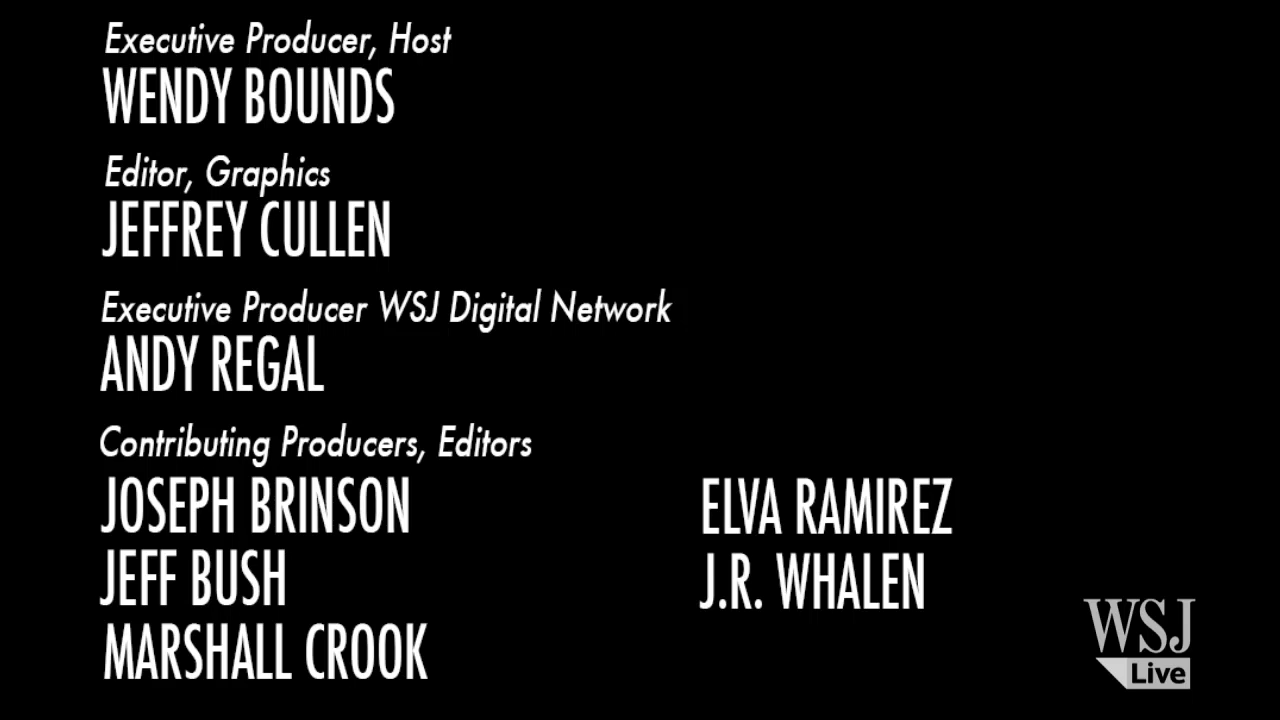 Executive Producer, Host
WENDY BOUNDS
Editor, Graphics
JEFFREY CULLEN
Executive Producer WSJ Digital Network
ANDY REGAL
Contributing Producers, Editors
JOSEPH BRINSON
JEFF BUSH
MARSHALL CROOK
ELVA RAMIREZ
J.R. WHALEN
WSJ
Live